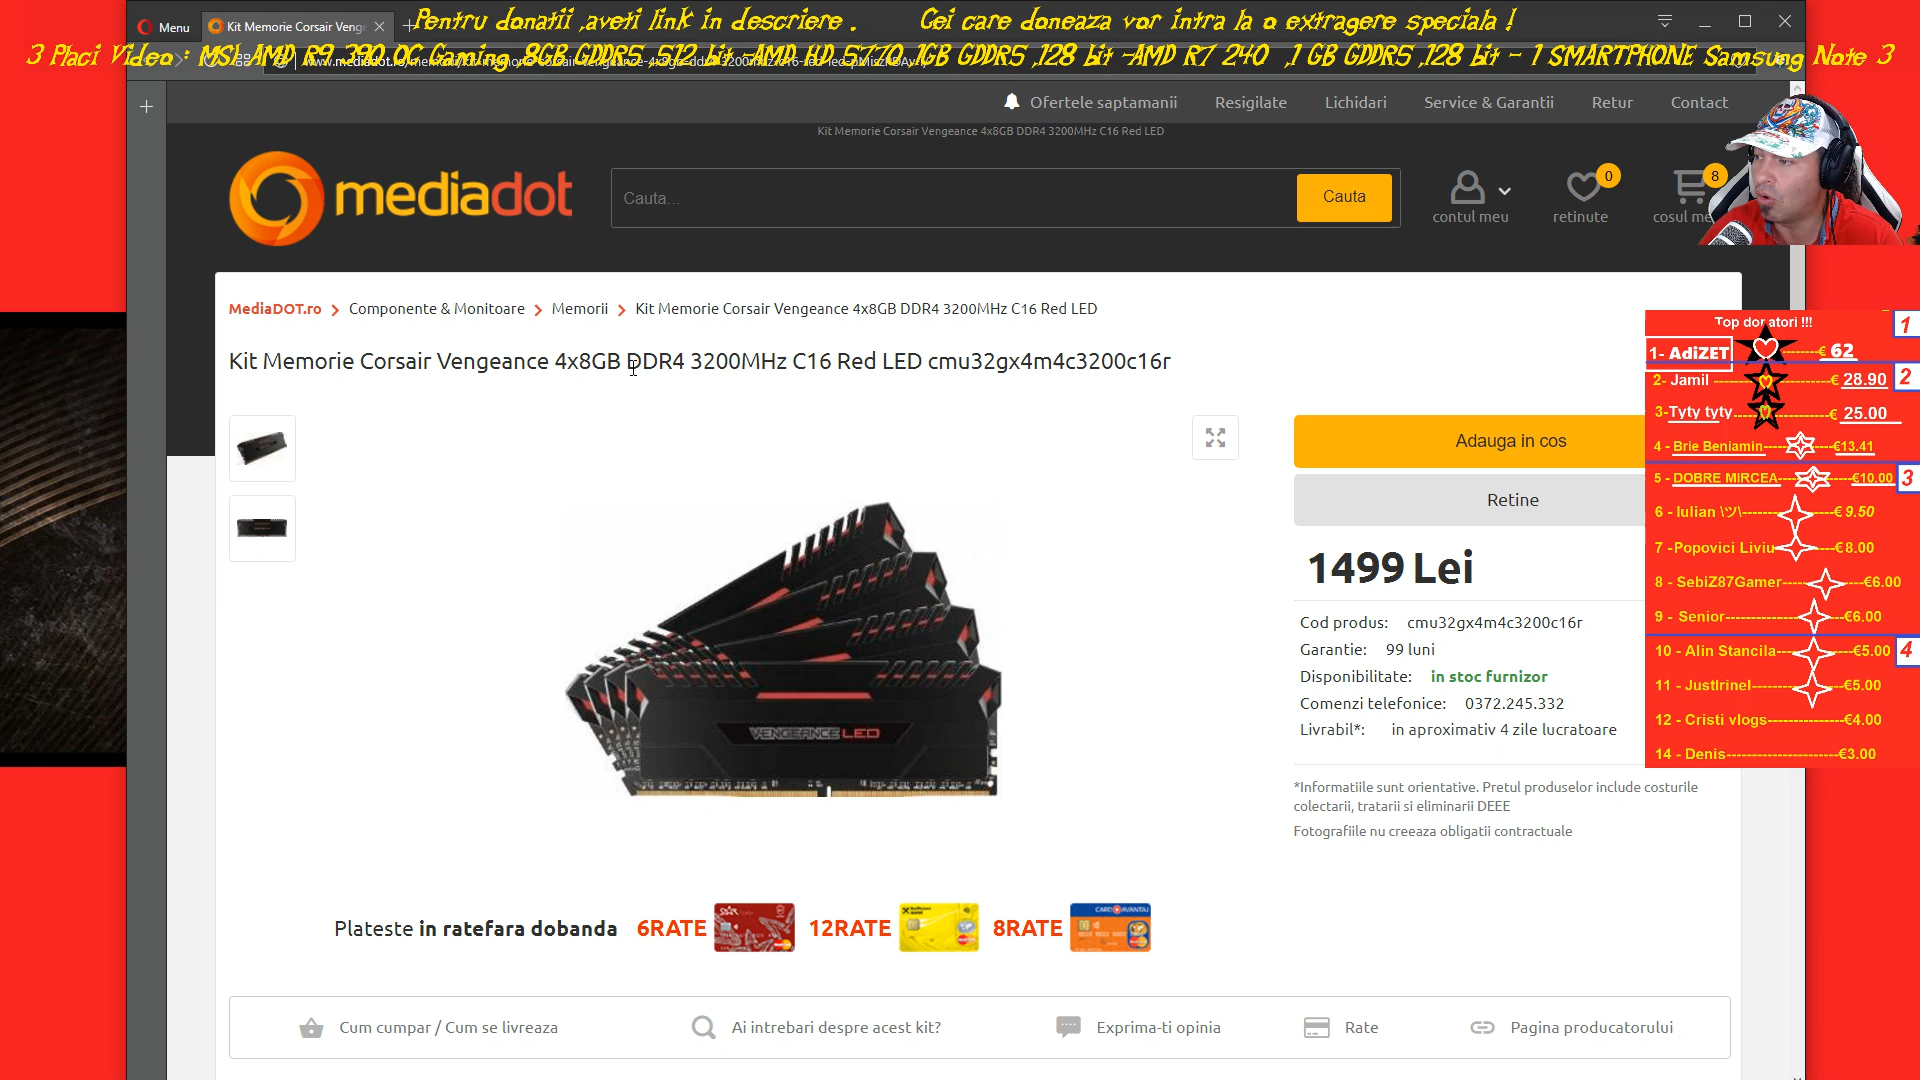 Pentru donatii ,aveti link in descriere . Cei care doneaza vor intra la o extragere speciala !
Menu
Kit Memorie Corsair Venge
3 Placi Video : MSI AMD R9 390 OC Gaming 8GB GDDR5 ,512 bit -AMD HD 5770 ,1GB GDDR5 ,128 bit -AMD R7 240 ,1 GB GDDR5 ,128 bit - 1 SMARTPHONE Samsung Note 3
Ofertele saptamanii
Resigilate
Lichidari
Service & Garantii
Retur
Contact
Kit Memorie Corsair Vengeance 4x8GB DDR4 3200MHz C16 Red LED
mediadot
Cauta...
Cauta
contul meu
0
retinute
8
cosul me
MediaDOT.ro > Componente & Monitoare > Memorii > Kit Memorie Corsair Vengeance 4x8GB DDR4 3200MHz C16 Red LED
Kit Memorie Corsair Vengeance 4x8GB DDR4 3200MHz C16 Red LED cmu32gx4m4c3200c16r
VENGEANCE LED
Adauga in cos
Retine
1499 Lei
Cod produs: cmu32gx4m4c3200c16r
Garantie: 99 luni
Disponibilitate: in stoc furnizor
Comenzi telefonice: 0372.245.332
Livrabil*: in aproximativ 4 zile lucratoare
*Informatiile sunt orientative. Pretul produselor include costurile
colectarii, tratarii si eliminarii DEEE
Fotografiile nu creeaza obligatii contractuale
Top donatori !!! 1
1- AdiZET ------- € 62
2- Jamil ---------------------- € 28.90 2
3-Tyty tyty---------------- € 25.00
4 - Brie Beniamin-----------€13.41
5 - DOBRE MIRCEA-----------€10.00 3
6 - Iulian \ツ\--------------€ 9.50
7 -Popovici Liviu---------€8.00
8 - SebiZ87Gamer----------€6.00
9 - Senior-------------------€6.00
10 - Alin Stancila----------€5.00 4
11 - JustIrinel--------------€5.00
12 - Cristi vlogs---------------€4.00
14 - Denis----------------------€3.00
Plateste in ratefara dobanda 6RATE 12RATE 8RATE
CARD AVANTAJ
Cum cumpar / Cum se livreaza
Ai intrebari despre acest kit?
Exprima-ti opinia
Rate
Pagina producatorului